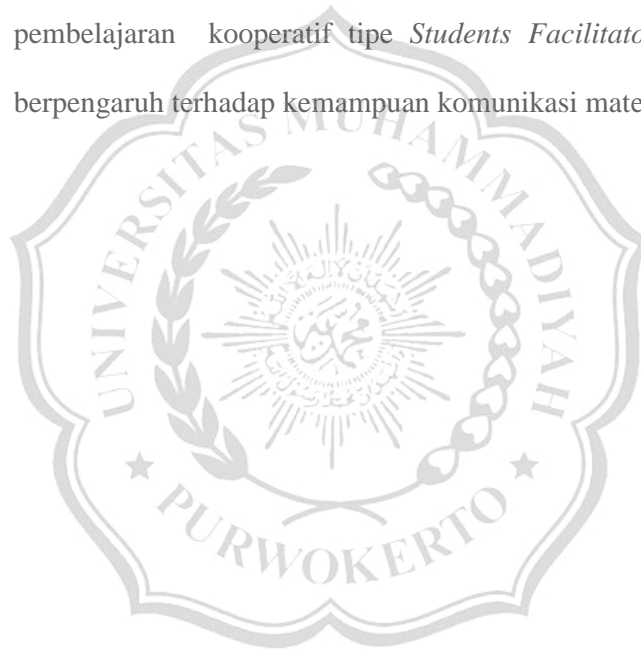 pembelajaran kooperatif tipe Students Facilitato
berpengaruh terhadap kemampuan komunikasi mate
UNIVERSITAS MUHAMMADIYAH
PURWOKERTO